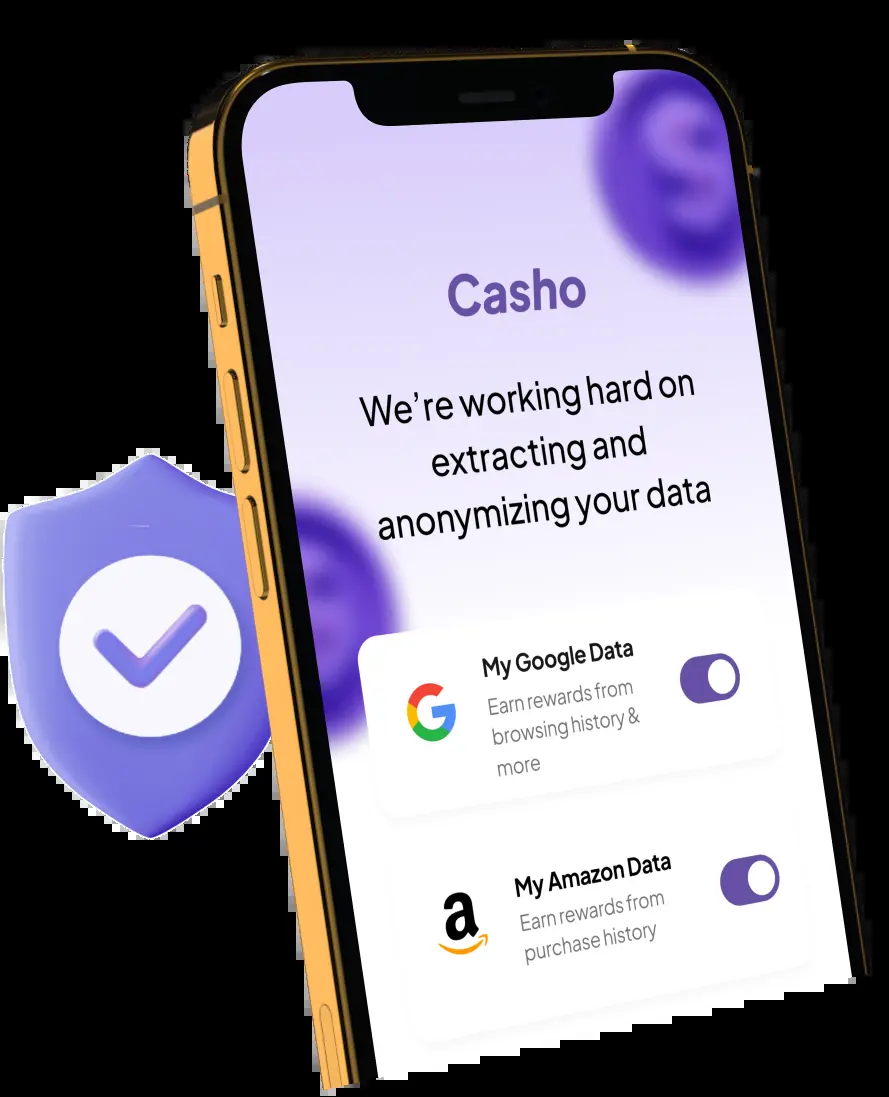 Casho
We’re working hard on
extracting and
anonymizing your data
My Google Data
Earn rewards from
browsing history &
more
My Amazon Data
Earn rewards from
purchase history